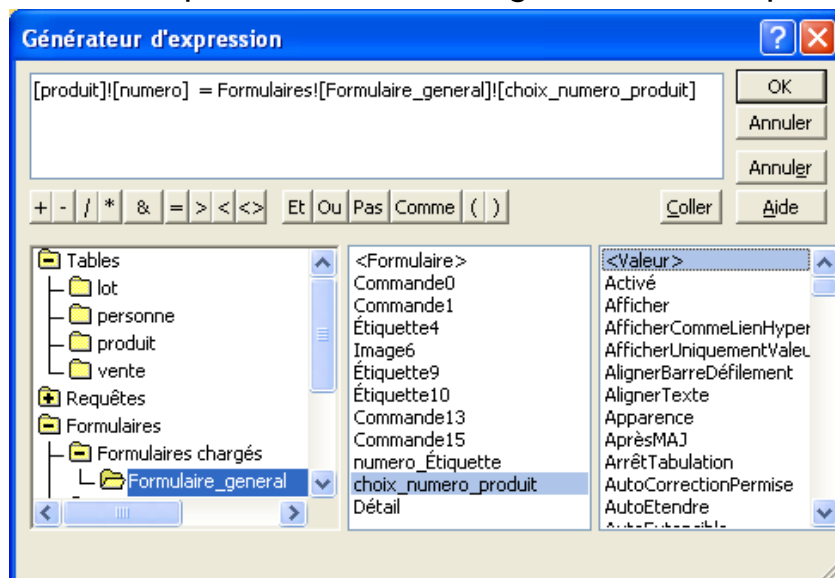 Générateur d'expression
[produit]![numero] = Formulaires![Formulaire_general]![choix_numero_produit]
OK
Annuler
Annuler
+ - / * & = > < <> Et Ou Pas Comme ( )
Coller
Aide
Tables
lot
personne
produit
vente
Requêtes
Formulaires
Formulaires chargés
Formulaire_general
<Formulaire>
Commande0
Commande1
Étiquette4
Image6
Étiquette9
Étiquette10
Commande13
Commande15
numero_Étiquette
choix_numero_produit
Détail
<Valeur>
Activé
Afficher
AfficherCommeLienHyper
AfficherUniquementValeu
AlignerBarreDéfilement
AlignerTexte
Apparence
AprèsMAJ
ArrêtTabulation
AutoCorrectionPermise
AutoEtendre